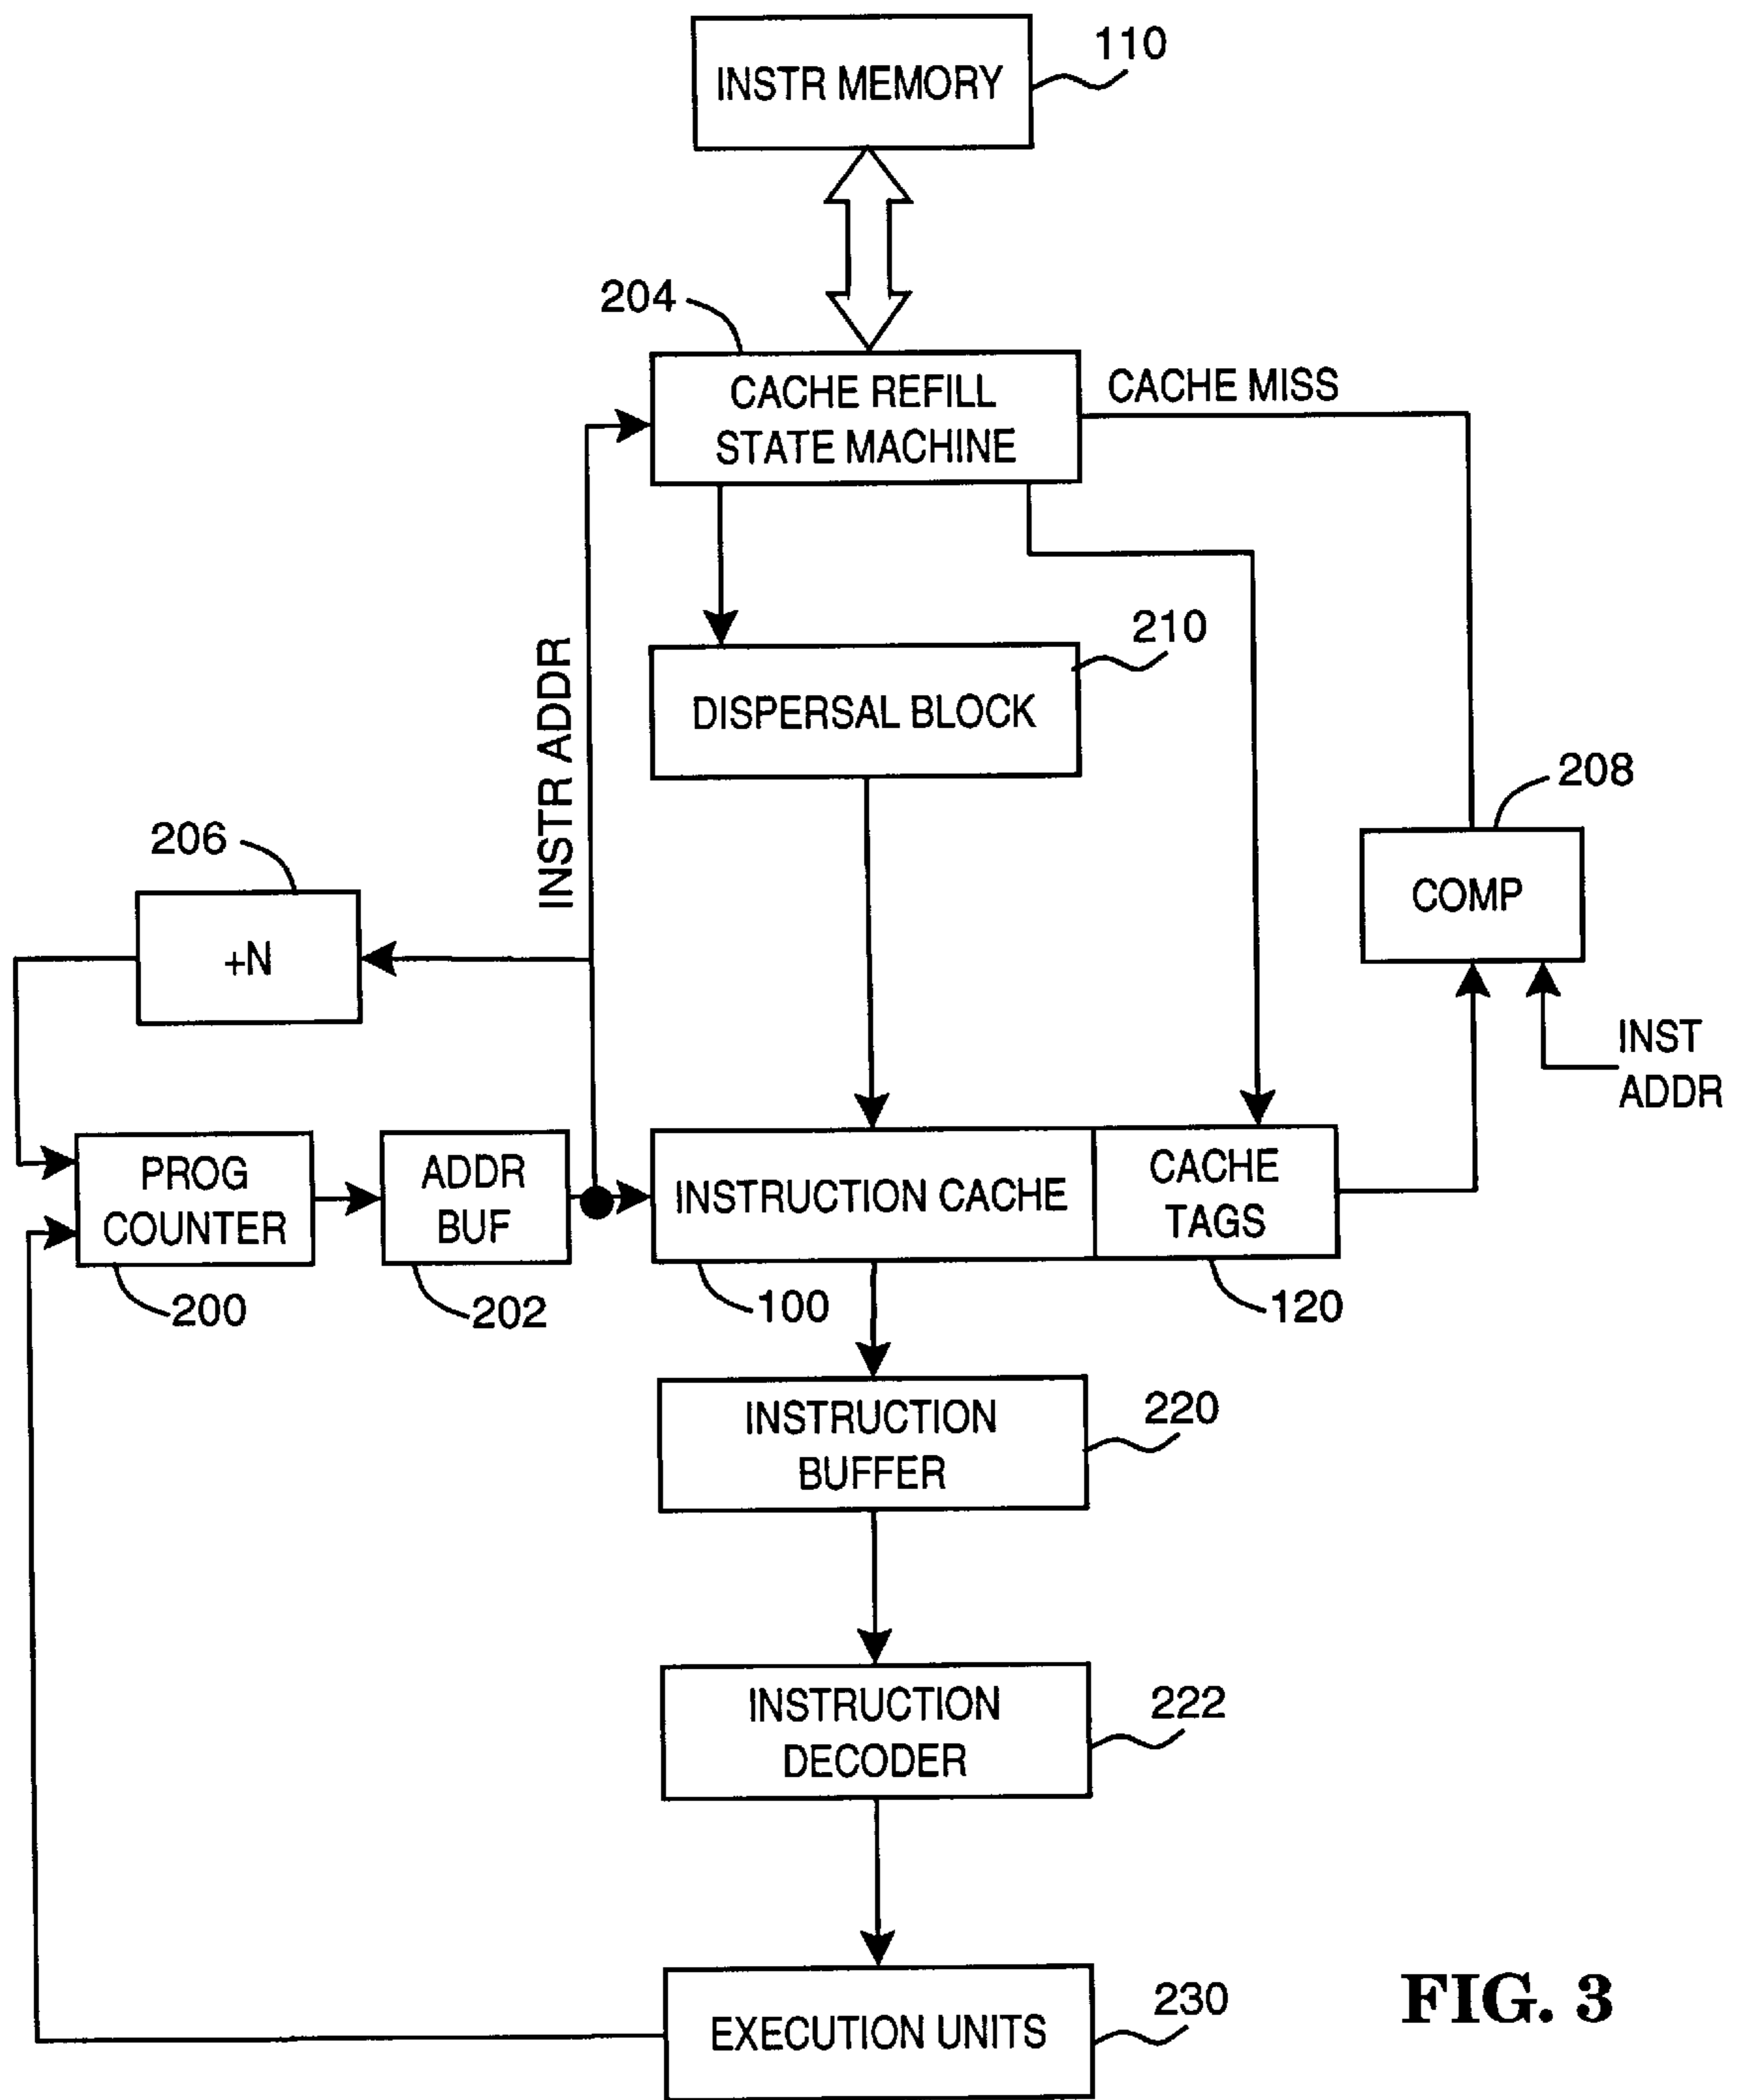 110
INSTR MEMORY
204
CACHE REFILL
STATE MACHINE
CACHE MISS
210
DISPERSAL BLOCK
INSTR ADDR
208
COMP
206
+N
INST
ADDR
PROG
COUNTER
ADDR
BUF
INSTRUCTION CACHE
CACHE
TAGS
200
202
100
120
INSTRUCTION
BUFFER
220
INSTRUCTION
DECODER
222
EXECUTION UNITS
230
FIG. 3